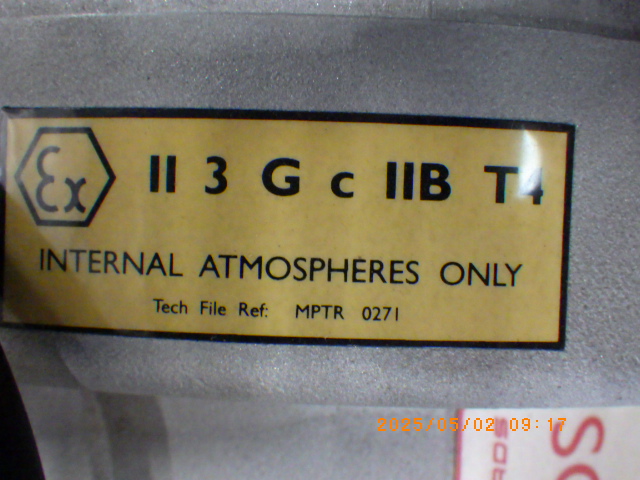 Ex II 3 G c IIB T4
INTERNAL ATMOSPHERES ONLY
Tech File Ref: MPTR 0271
2025/05/02 09:17